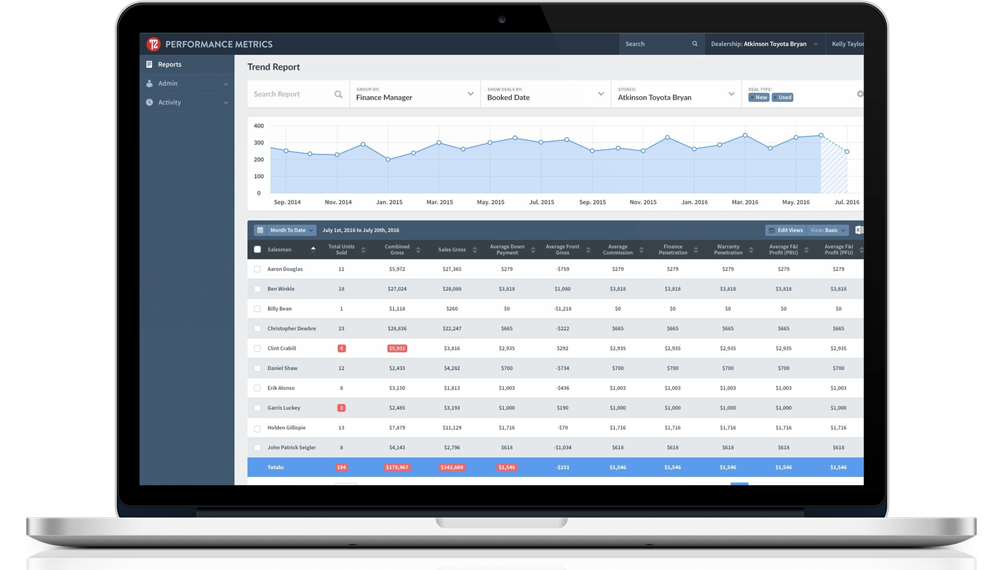 T2 PERFORMANCE METRICS
Search
Dealership: Atkinson Toyota Bryan
Kelly Taylor
Reports
Admin
Activity
Trend Report
Search Report
GROUP BY:
Finance Manager
SHOW DEALS BY:
Booked Date
STORES:
Atkinson Toyota Bryan
DEAL TYPE:
New Used
400
300
200
100
0
Sep. 2014 Nov. 2014 Jan. 2015 Mar. 2015 May. 2015 Jul. 2015 Sep. 2015 Nov. 2015 Jan. 2016 Mar. 2016 May. 2016 Jul. 2016
Month To Date July 1st, 2016 to July 20th, 2016 Edit Views View: Basic
Salesmen Total Units Sold Combined Gross Sales Gross Average Down Payment Average Front Gross Average Commission Finance Penetration Warranty Penetration Average F&I Profit (PRU) Average F&I Profit (PFU)
Aaron Douglas 11 $5,972 $27,365 $279 -$759 $279 $279 $279 $279 $279
Ben Winkle 18 $27,024 $28,088 $3,818 $1,080 $3,818 $3,818 $3,818 $3,818 $3,818
Billy Bean 1 $1,118 $260 $0 -$1,218 $0 $0 $0 $0 $0
Christopher Dewbre 23 $28,836 $22,247 $665 -$222 $665 $665 $665 $665 $665
Clint Crabill 4 $5,931 $3,816 $2,935 $292 $2,935 $2,935 $2,935 $2,935 $2,935
Daniel Shaw 12 $2,433 $4,282 $700 -$734 $700 $700 $700 $700 $700
Erik Alonso 8 $3,150 $1,813 $1,003 -$436 $1,003 $1,003 $1,003 $1,003 $1,003
Garris Luckey 3 $2,485 $3,193 $1,000 $190 $1,000 $1,000 $1,000 $1,000 $1,000
Holden Gillispie 13 $7,879 $11,129 $1,716 -$70 $1,716 $1,716 $1,716 $1,716 $1,716
John Patrick Seigler 8 $4,143 $2,796 $618 -$1,034 $618 $618 $618 $618 $618
Totals: 194 $178,967 $142,600 $1,546 -$251 $1,546 $1,546 $1,546 $1,546 $1,546